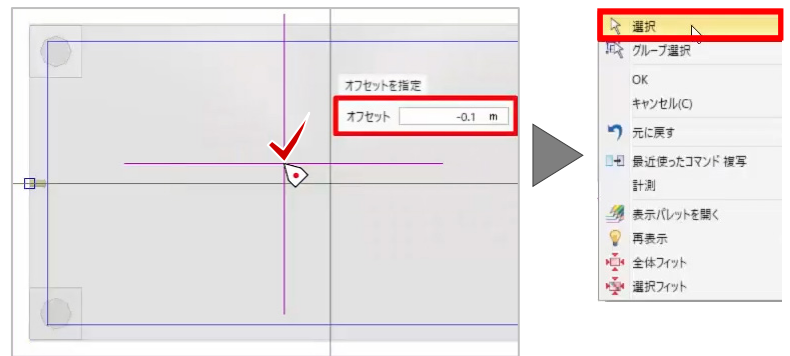 オフセットを指定
オフセット -0.1 m
選択
グループ選択
OK
キャンセル(C)
元に戻す
最近使ったコマンド 複写
計測
表示パレットを開く
再表示
全体フィット
選択フィット